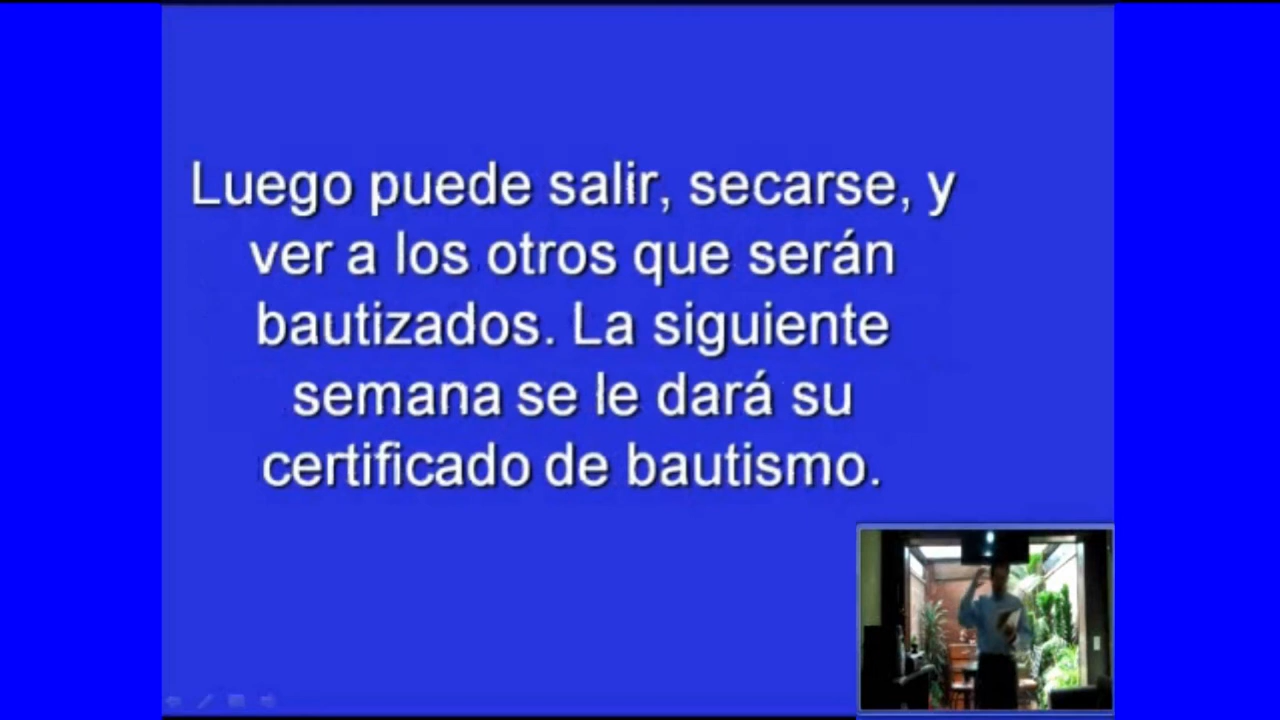 Luego puede salir, secarse, y
ver a los otros que serán
bautizados. La siguiente
semana se le dará su
certificado de bautismo.